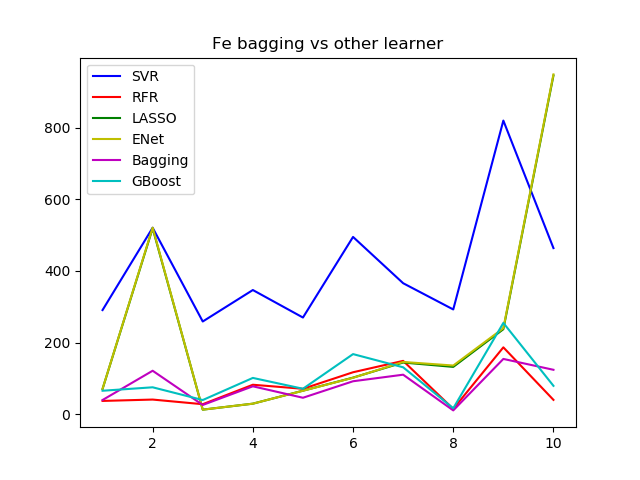 Fe bagging vs other learner
SVR
RFR
LASSO
ENet
Bagging
GBoost
800
600
400
200
0
2 4 6 8 10